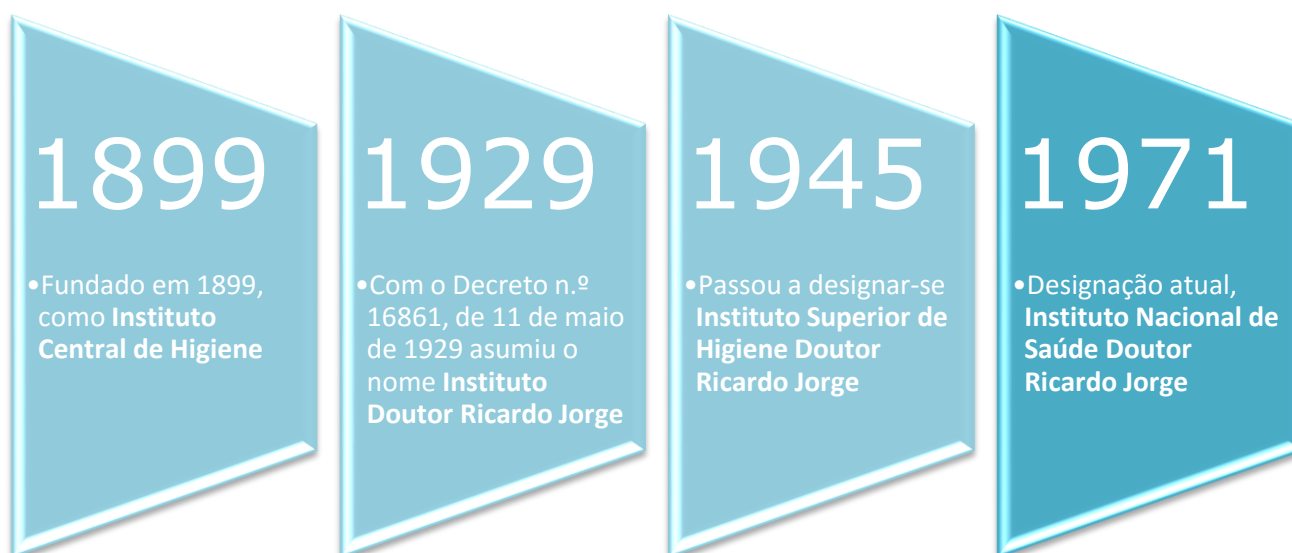 1899
•Fundado em 1899,
como Instituto
Central de Higiene
1929
•Com o Decreto n.º
16861, de 11 de maio
de 1929 asumiu o
nome Instituto
Doutor Ricardo Jorge
1945
•Passou a designar-se
Instituto Superior de
Higiene Doutor
Ricardo Jorge
1971
•Designação atual,
Instituto Nacional de
Saúde Doutor
Ricardo Jorge